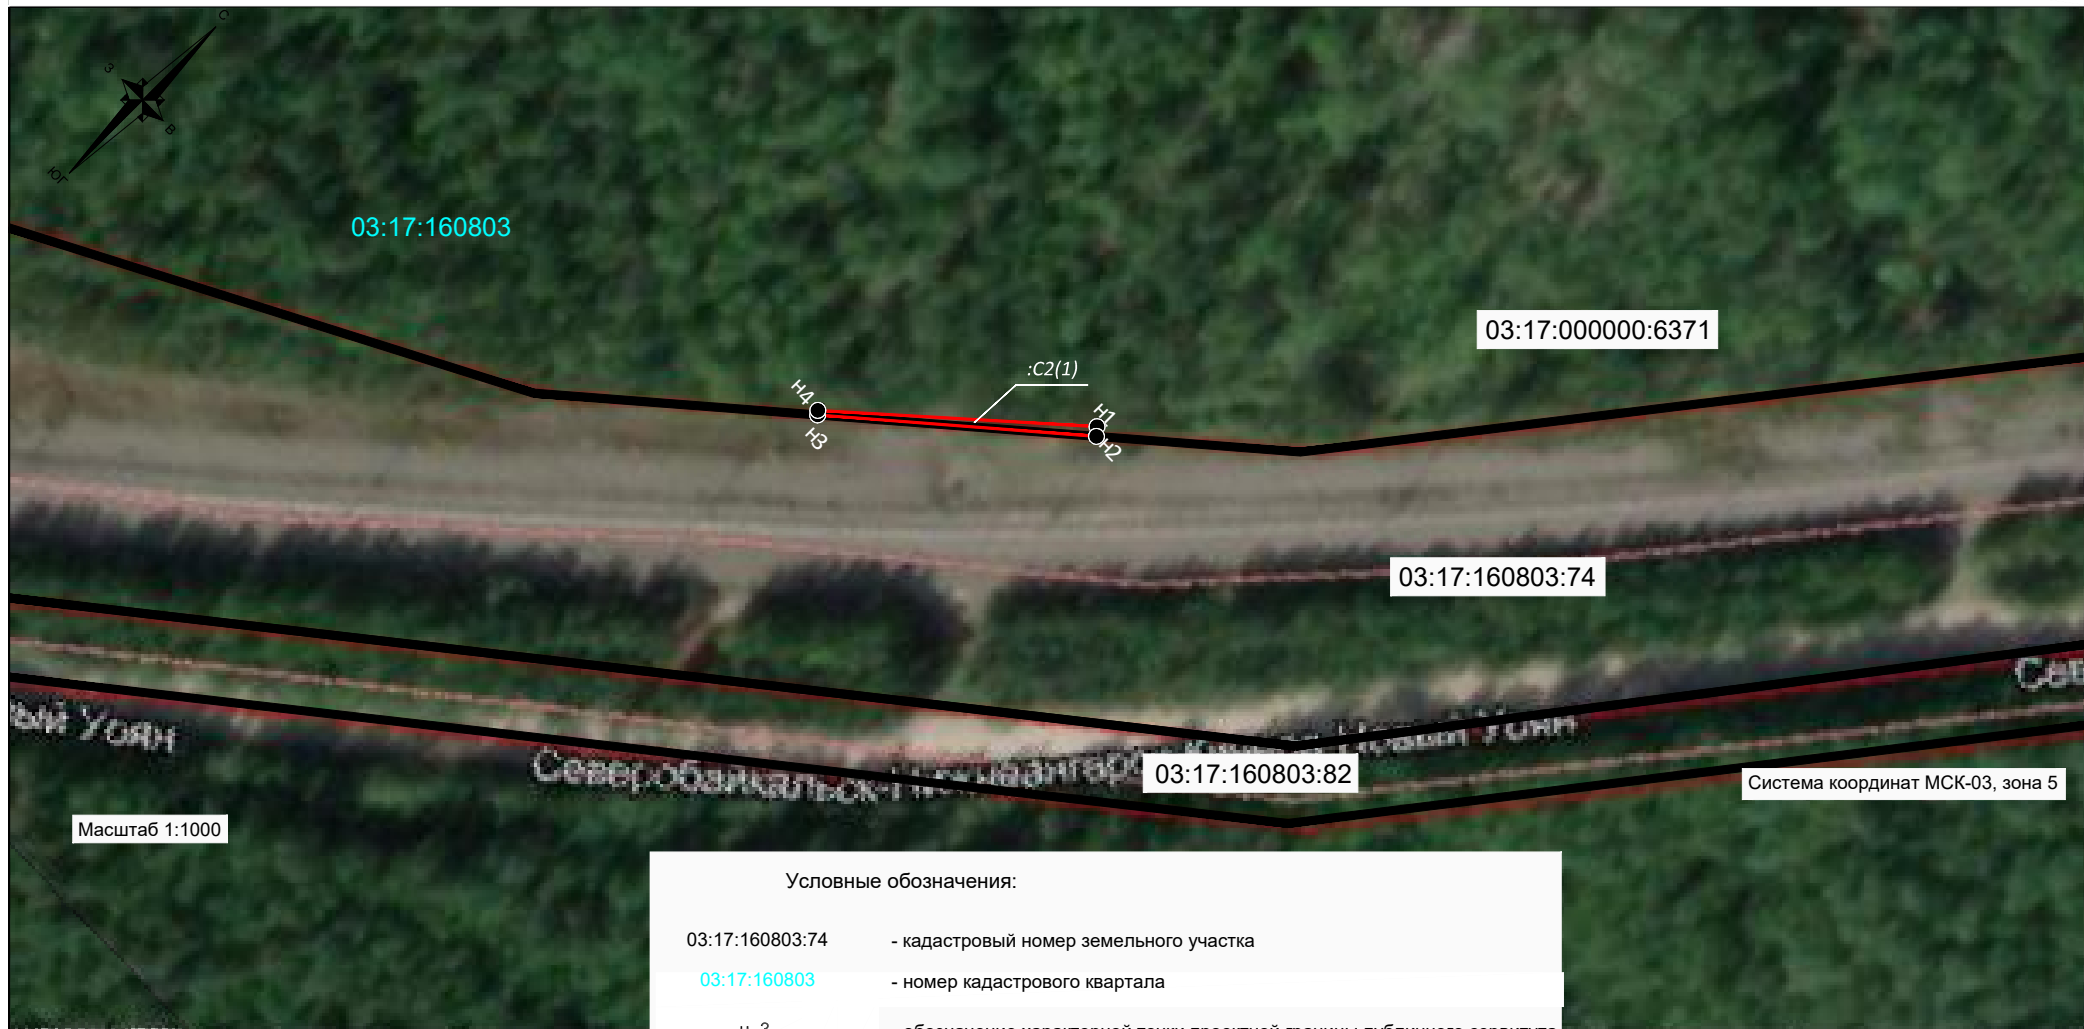 С
З
В
ЮГ
03:17:160803
03:17:000000:6371
:С2(1)
н4
н1
н3
н2
03:17:160803:74
Новый Уоян
03:17:160803:82
Система координат МСК-03, зона 5
Масштаб 1:1000
Условные обозначения:
03:17:160803:74 - кадастровый номер земельного участка
03:17:160803 - номер кадастрового квартала